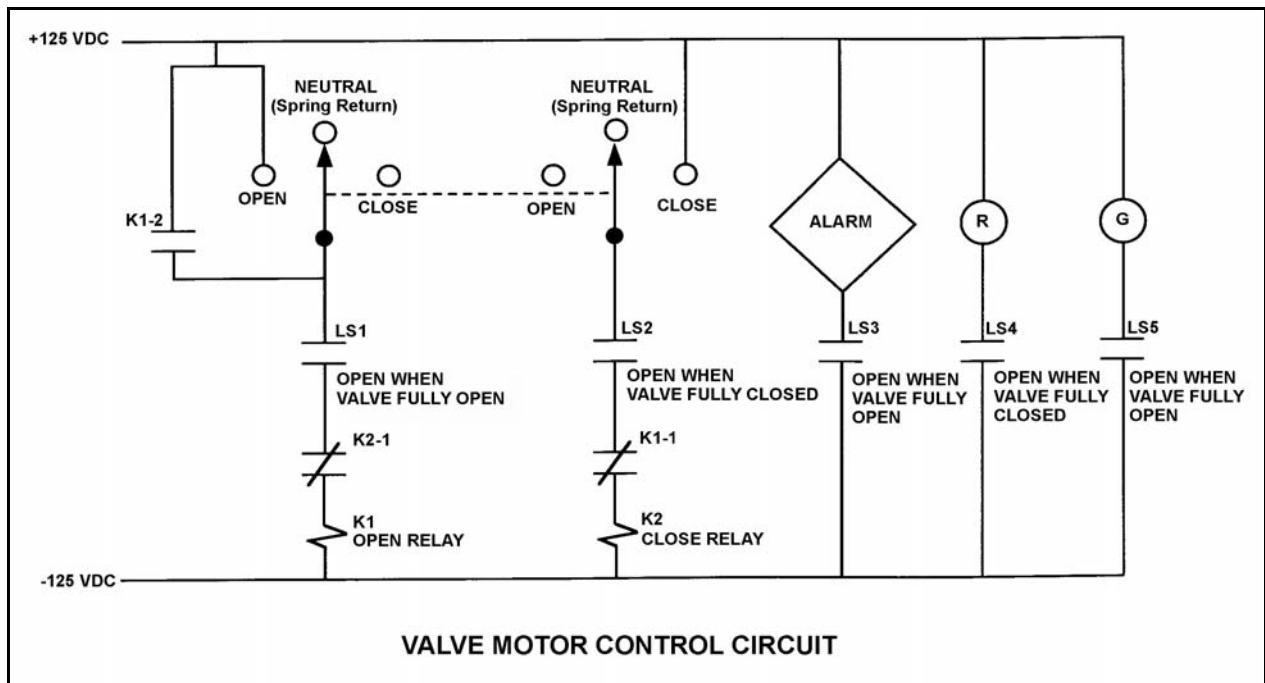 +125 VDC
NEUTRAL
(Spring Return)
NEUTRAL
(Spring Return)
OPEN
CLOSE
OPEN
CLOSE
K1-2
ALARM
R
G
LS1
OPEN WHEN
VALVE FULLY OPEN
LS2
OPEN WHEN
VALVE FULLY CLOSED
LS3
OPEN WHEN
VALVE FULLY
OPEN
LS4
OPEN WHEN
VALVE FULLY
CLOSED
LS5
OPEN WHEN
VALVE FULLY
OPEN
K2-1
K1-1
K1
OPEN RELAY
K2
CLOSE RELAY
-125 VDC
VALVE MOTOR CONTROL CIRCUIT